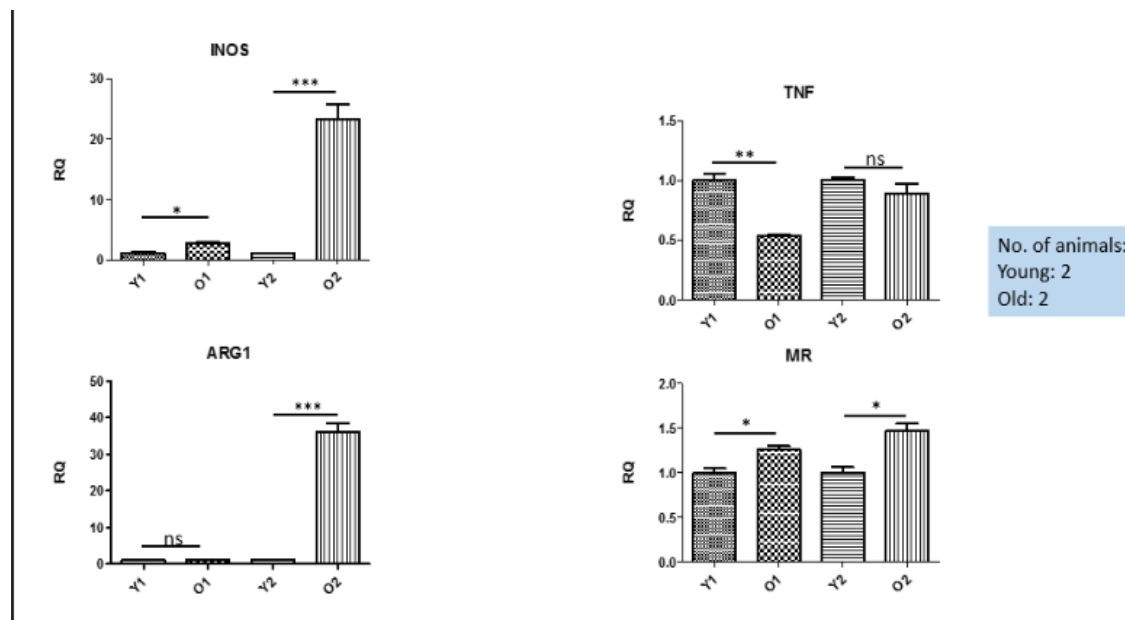 INOS
30
20
10
0
RQ
*
***
Y1
O1
Y2
O2
TNF
1.5
1.0
0.5
0.0
RQ
**
ns
Y1
O1
Y2
O2
No. of animals:
Young: 2
Old: 2
ARG1
50
40
30
20
10
0
RQ
ns
***
Y1
O1
Y2
O2
MR
2.0
1.5
1.0
0.5
0.0
RQ
*
*
Y1
O1
Y2
O2